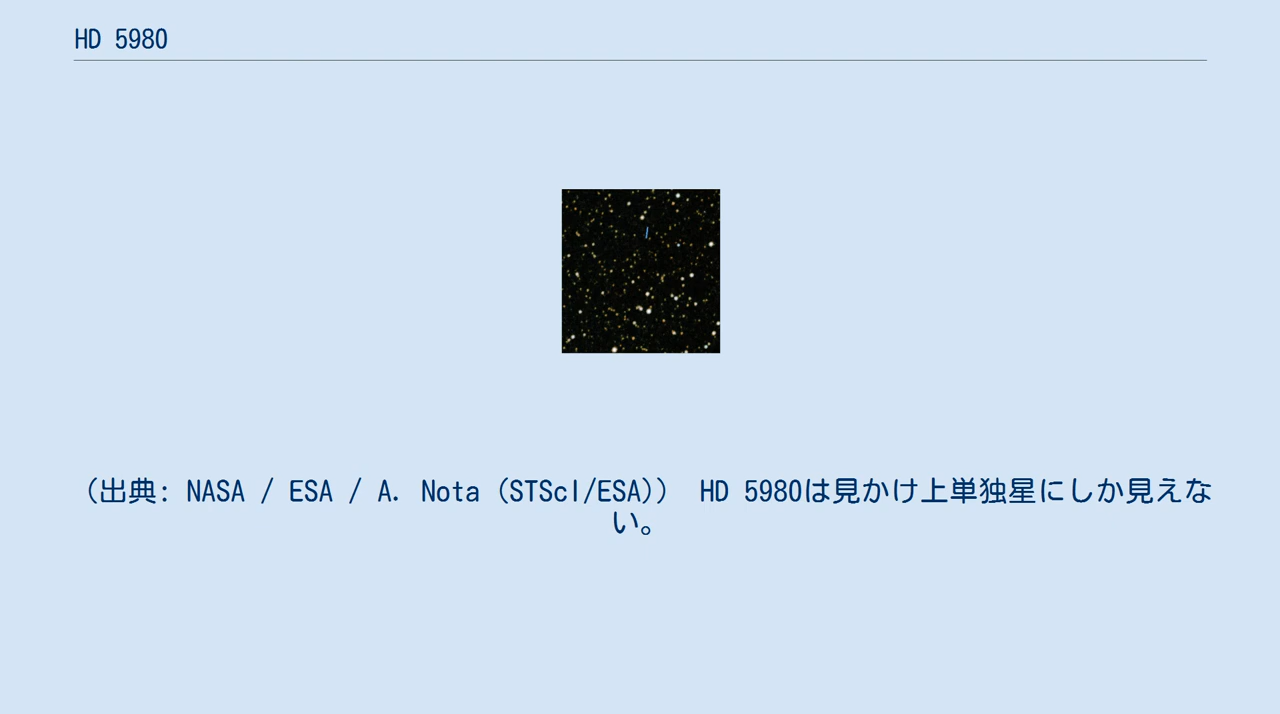 HD 5980
（出典: NASA / ESA / A. Nota (STScI/ESA)） HD 5980は見かけ上単独星にしか見えな
い。